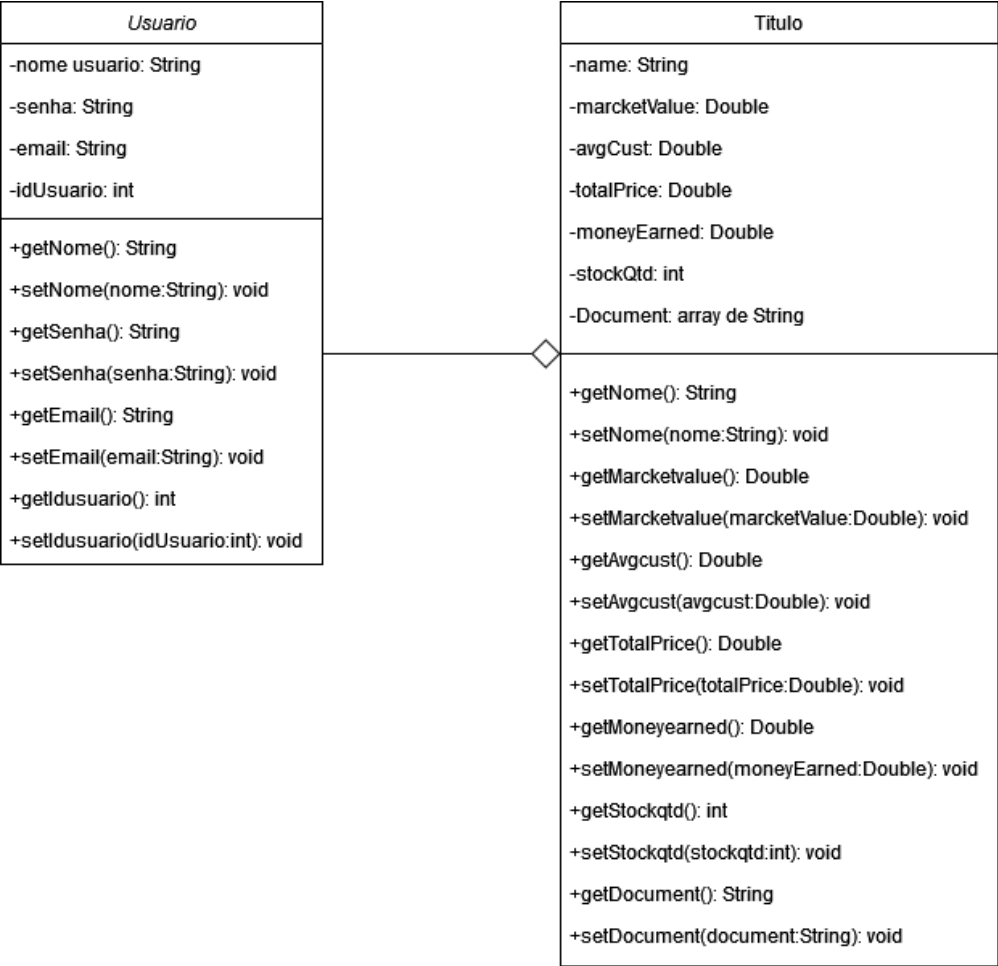 Usuario
-nome usuario: String
-senha: String
-email: String
-idUsuario: int
+getNome(): String
+setNome(nome:String): void
+getSenha(): String
+setSenha(senha:String): void
+getEmail(): String
+setEmail(email:String): void
+getIdusuario(): int
+setIdusuario(idUsuario:int): void
Titulo
-name: String
-marcketValue: Double
-avgCust: Double
-totalPrice: Double
-moneyEarned: Double
-stockQtd: int
-Document: array de String
+getNome(): String
+setNome(nome:String): void
+getMarcketvalue(): Double
+setMarcketvalue(marcketValue:Double): void
+getAvgcust(): Double
+setAvgcust(avgcust:Double): void
+getTotalPrice(): Double
+setTotalPrice(totalPrice:Double): void
+getMoneyearned(): Double
+setMoneyearned(moneyEarned:Double): void
+getStockqtd(): int
+setStockqtd(stockqtd:int): void
+getDocument(): String
+setDocument(document:String): void